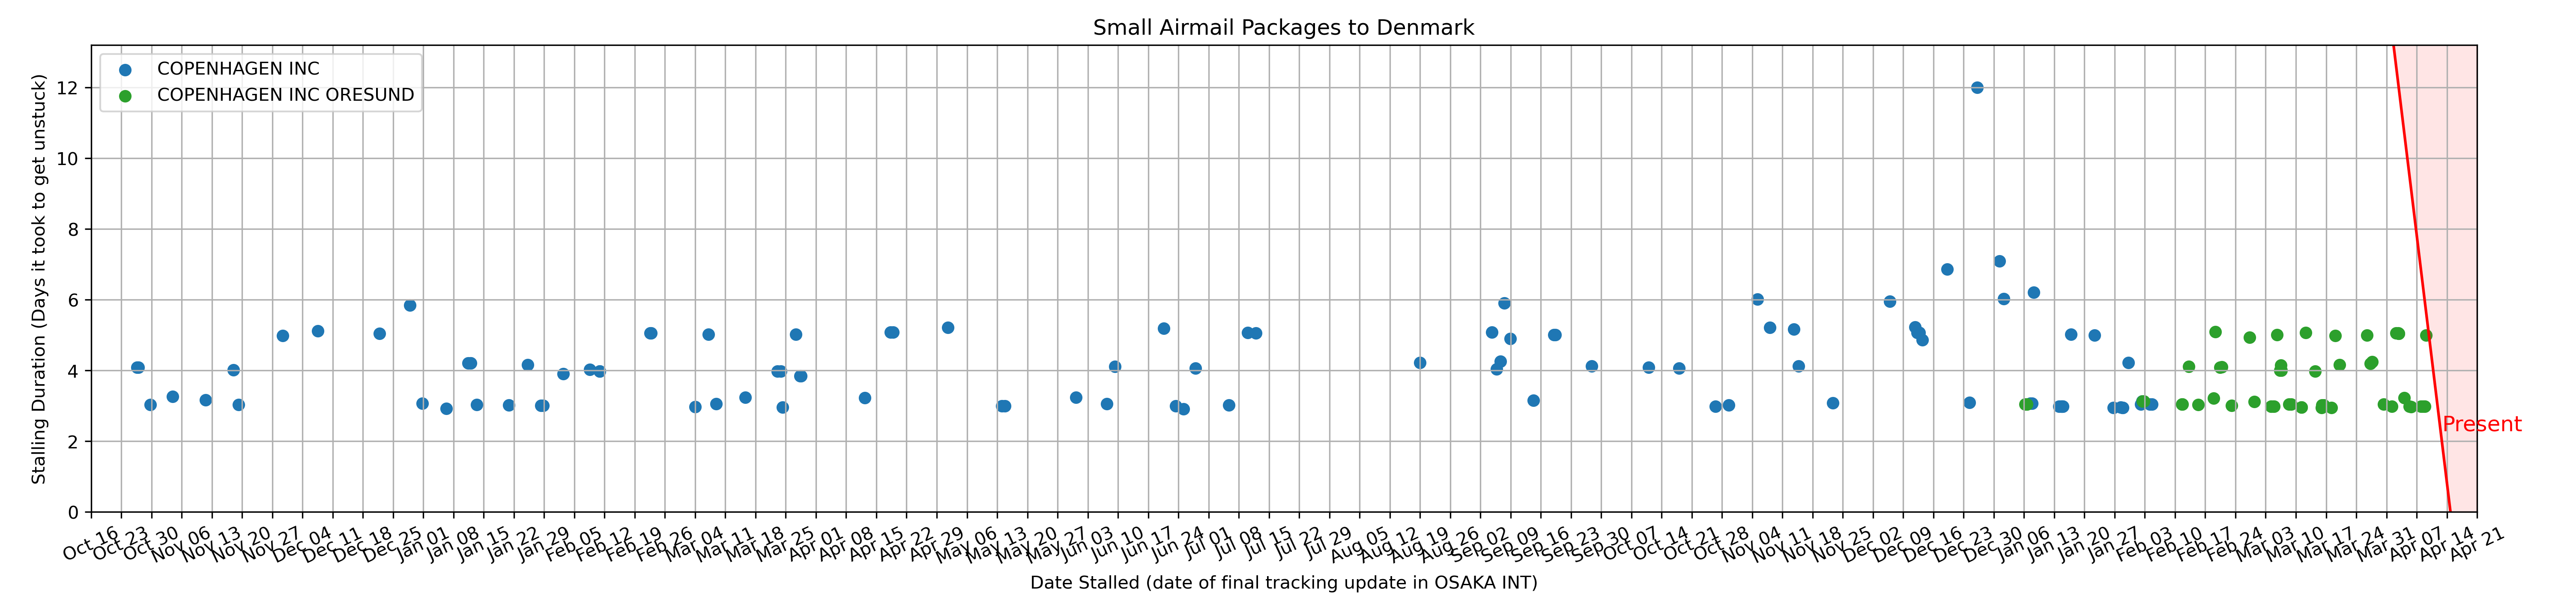 Small Airmail Packages to Denmark
COPENHAGEN INC
COPENHAGEN INC ORESUND
Stalling Duration (Days it took to get unstuck)
12
10
8
6
4
2
0
Present
Oct 16
Oct 23
Oct 30
Nov 06
Nov 13
Nov 20
Nov 27
Dec 04
Dec 11
Dec 18
Dec 25
Jan 01
Jan 08
Jan 15
Jan 22
Jan 29
Feb 05
Feb 12
Feb 19
Feb 26
Mar 04
Mar 11
Mar 18
Mar 25
Apr 01
Apr 08
Apr 15
Apr 22
Apr 29
May 06
May 13
May 20
May 27
Jun 03
Jun 10
Jun 17
Jun 24
Jul 01
Jul 08
Jul 15
Jul 22
Jul 29
Aug 05
Aug 12
Aug 19
Aug 26
Sep 02
Sep 09
Sep 16
Sep 23
Sep 30
Oct 07
Oct 14
Oct 21
Oct 28
Nov 04
Nov 11
Nov 18
Nov 25
Dec 02
Dec 09
Dec 16
Dec 23
Dec 30
Jan 06
Jan 13
Jan 20
Jan 27
Feb 03
Feb 10
Feb 17
Feb 24
Mar 03
Mar 10
Mar 17
Mar 24
Mar 31
Apr 07
Apr 14
Apr 21
Date Stalled (date of final tracking update in OSAKA INT)